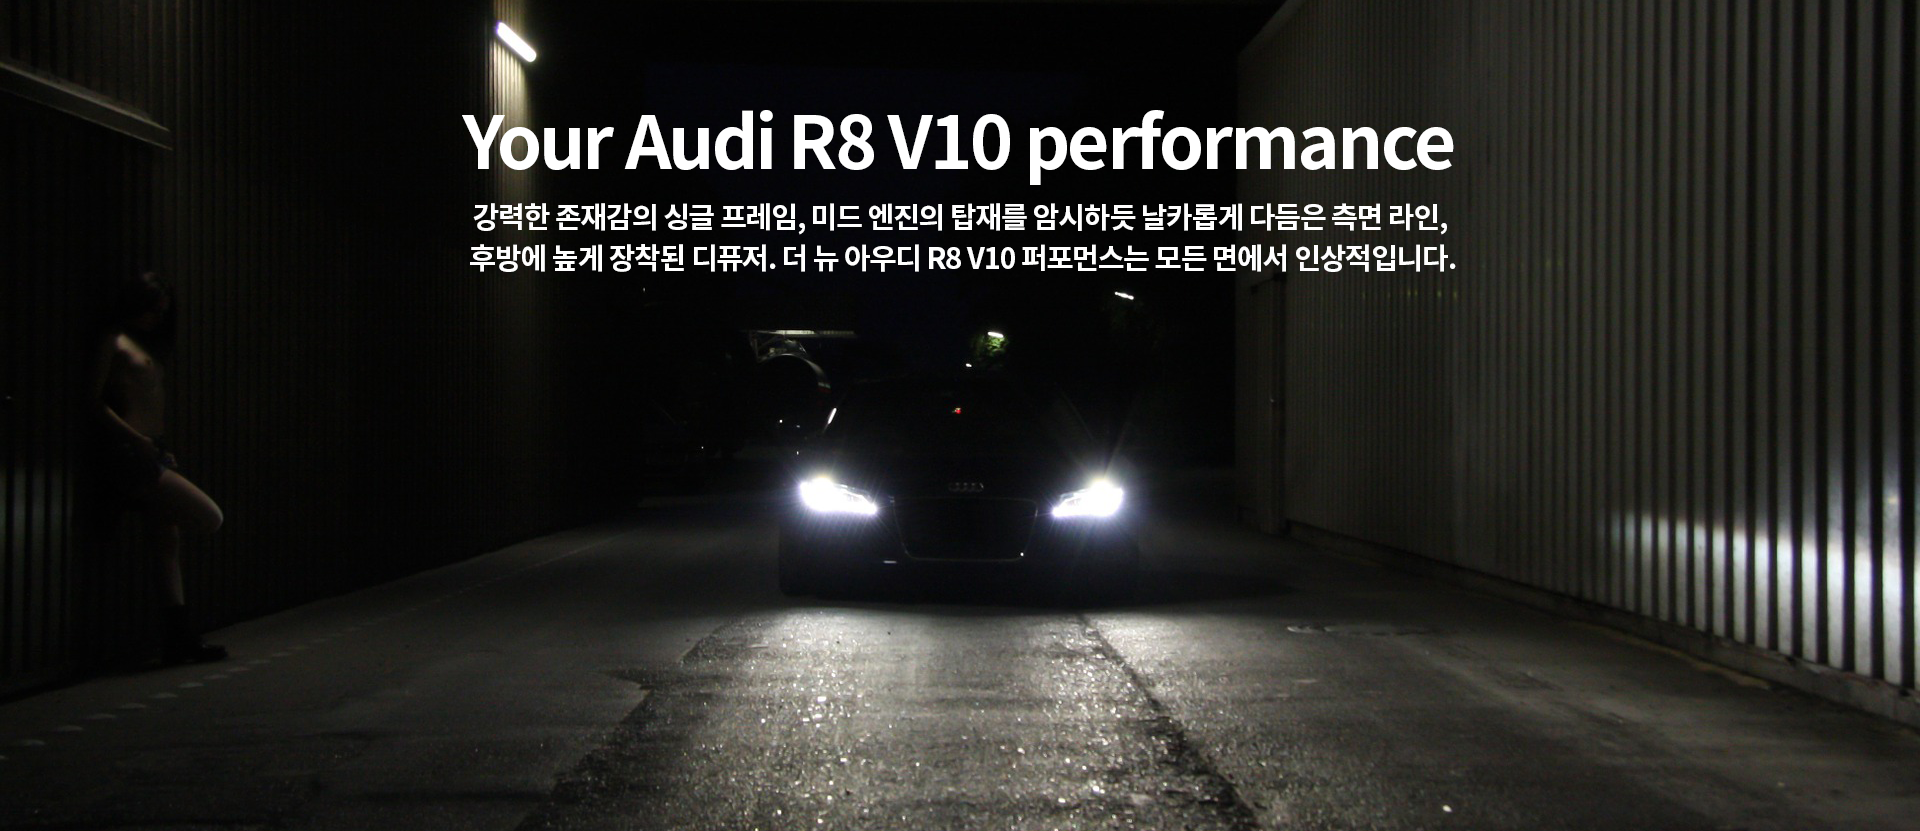 Your Audi R8 V10 performance
강력한 존재감의 싱글 프레임, 미드 엔진의 탑재를 암시하듯 날카롭게 다듬은 측면 라인,
후방에 높게 장착된 디퓨저. 더 뉴 아우디 R8 V10 퍼포먼스는 모든 면에서 인상적입니다.